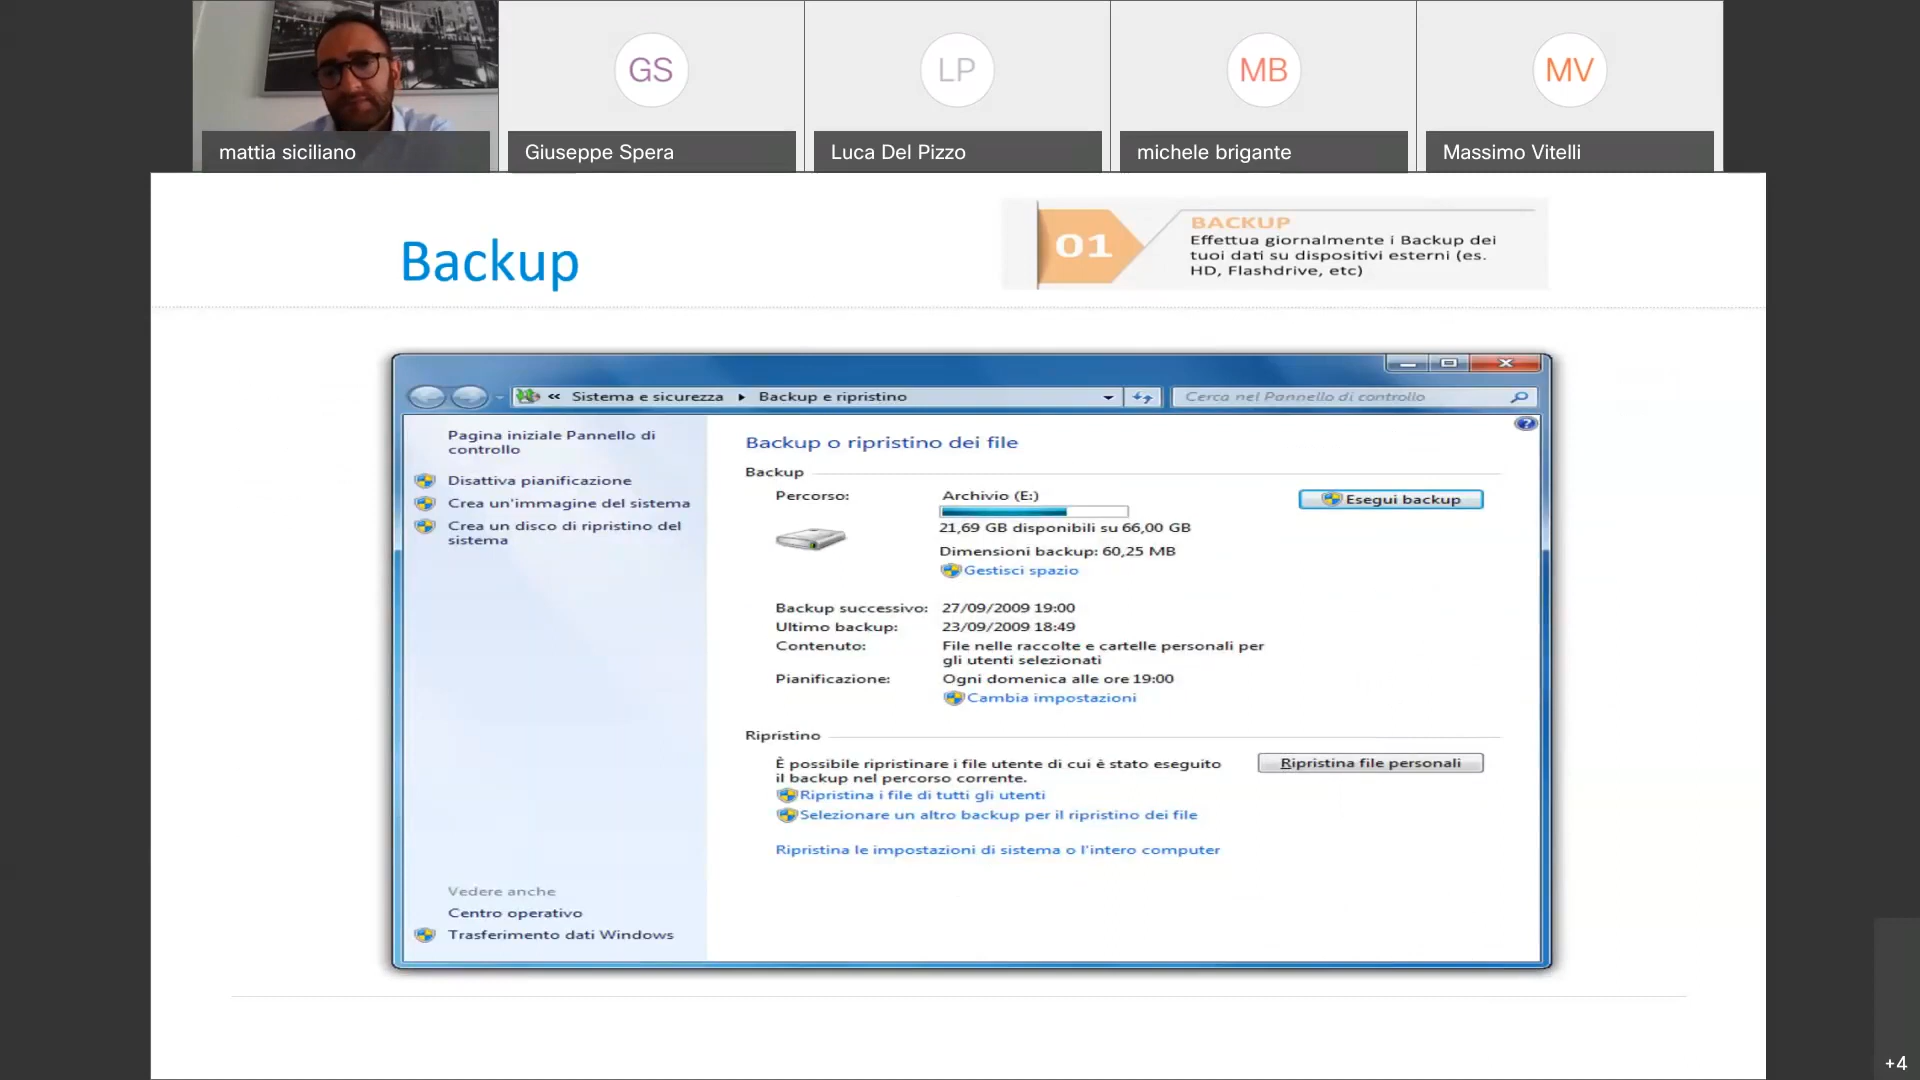 GS
LP
MB
MV
mattia siciliano
Giuseppe Spera
Luca Del Pizzo
michele brigante
Massimo Vitelli
Backup
01
BACKUP
Effettua giornalmente i Backup dei
tuoi dati su dispositivi esterni (es.
HD, Flashdrive, etc)
« Sistema e sicurezza ▸ Backup e ripristino
Cerca nel Pannello di controllo
Pagina iniziale Pannello di
controllo
Disattiva pianificazione
Crea un'immagine del sistema
Crea un disco di ripristino del
sistema
Vedere anche
Centro operativo
Trasferimento dati Windows
Backup o ripristino dei file
Backup
Percorso:
Archivio (E:)
Esegui backup
21,69 GB disponibili su 66,00 GB
Dimensioni backup: 60,25 MB
Gestisci spazio
Backup successivo: 27/09/2009 19:00
Ultimo backup: 23/09/2009 18:49
Contenuto: File nelle raccolte e cartelle personali per
gli utenti selezionati
Pianificazione: Ogni domenica alle ore 19:00
Cambia impostazioni
Ripristino
È possibile ripristinare i file utente di cui è stato eseguito
il backup nel percorso corrente.
Ripristina file personali
Ripristina i file di tutti gli utenti
Selezionare un altro backup per il ripristino dei file
Ripristina le impostazioni di sistema o l'intero computer
+4